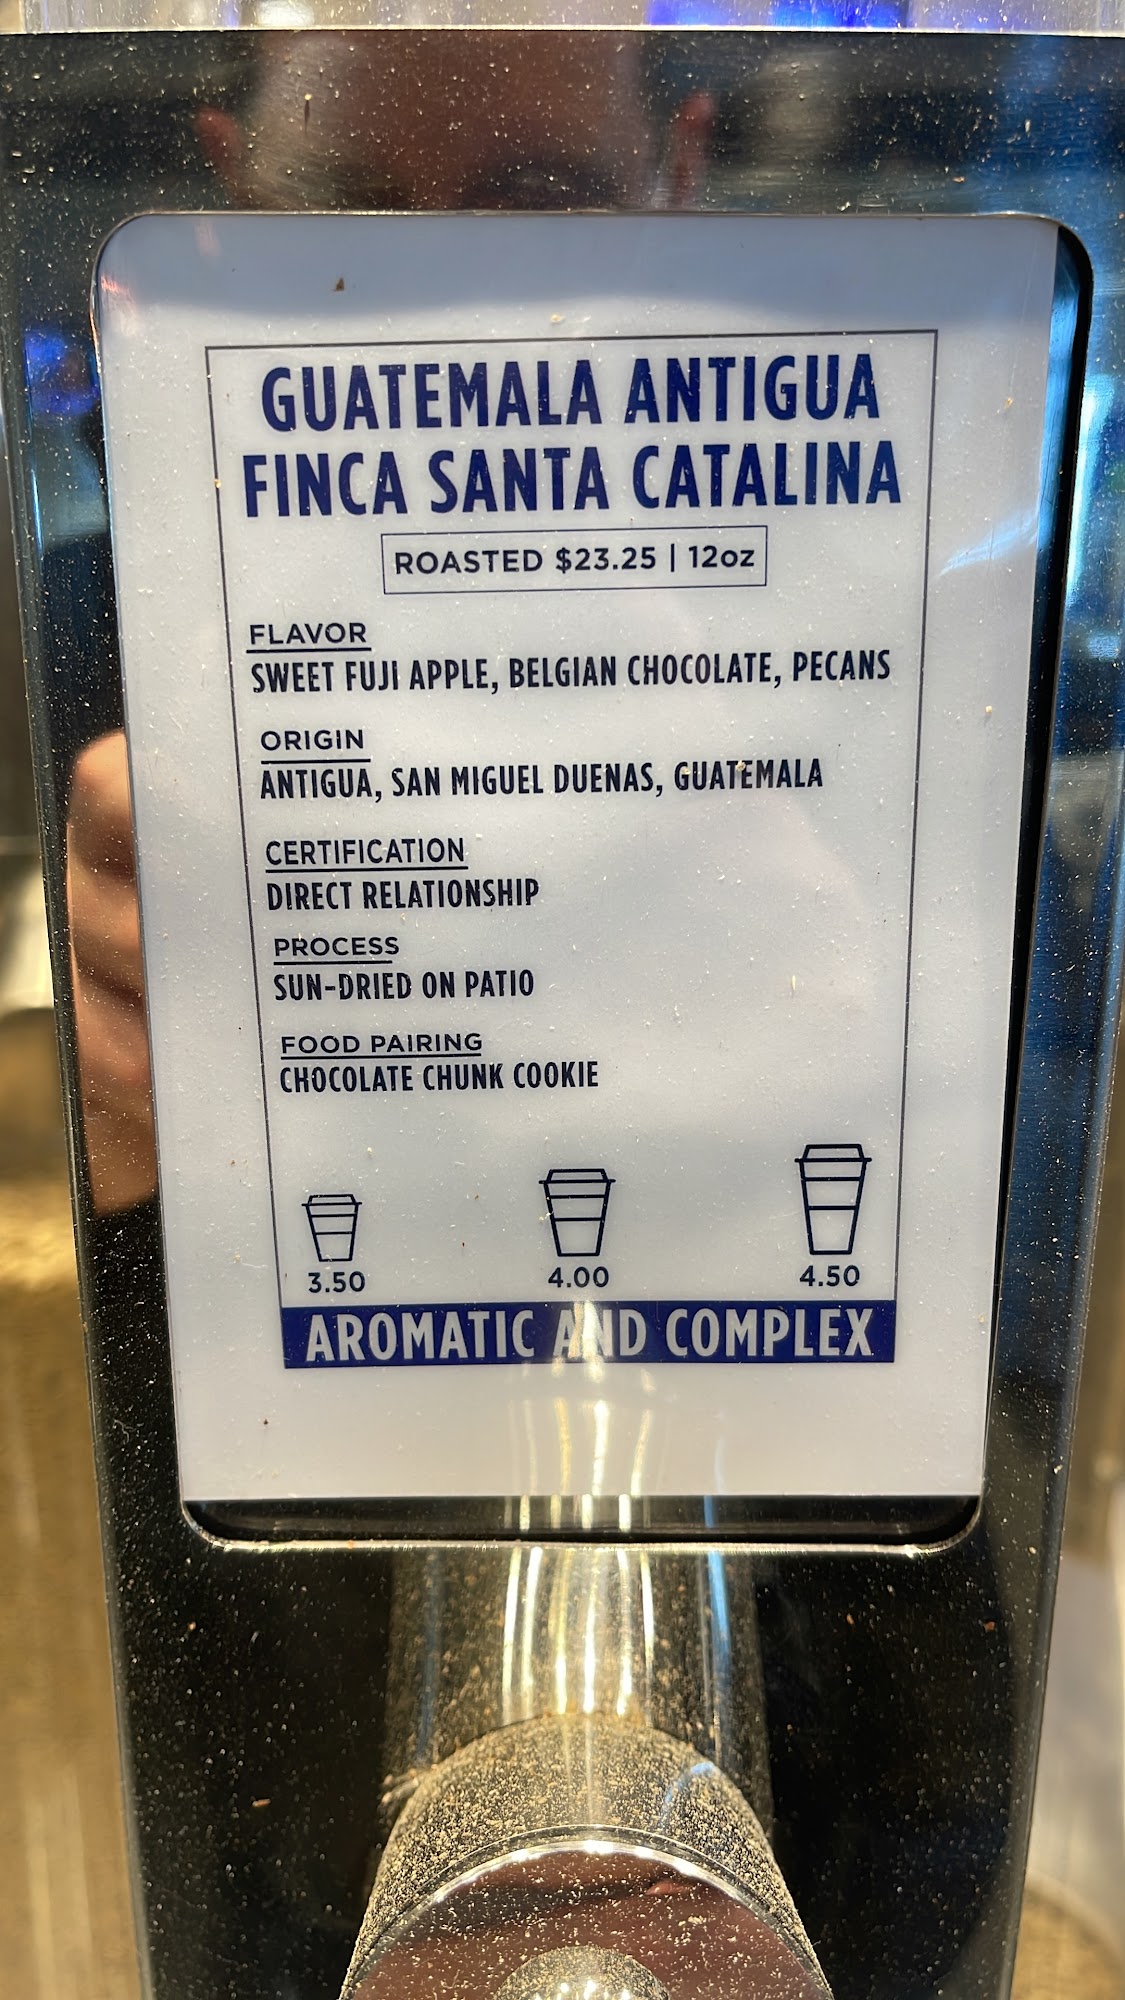 GUATEMALA ANTIGUA
FINCA SANTA CATALINA
ROASTED $23.25 | 12oz
FLAVOR
SWEET FUJI APPLE, BELGIAN CHOCOLATE, PECANS
ORIGIN
ANTIGUA, SAN MIGUEL DUENAS, GUATEMALA
CERTIFICATION
DIRECT RELATIONSHIP
PROCESS
SUN-DRIED ON PATIO
FOOD PAIRING
CHOCOLATE CHUNK COOKIE
3.50 4.00 4.50
AROMATIC AND COMPLEX